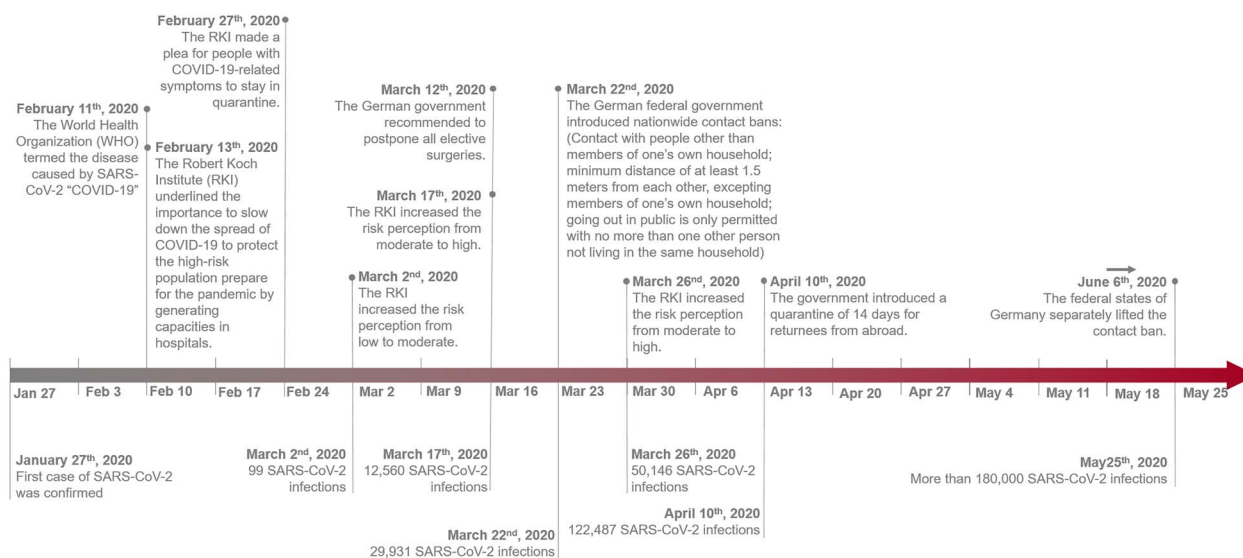 February 27th, 2020
The RKI made a
plea for people with
COVID-19-related
symptoms to stay in
quarantine.
February 11th, 2020
The World Health
Organization (WHO)
termed the disease
caused by SARS-
CoV-2 “COVID-19”
February 13th, 2020
The Robert Koch
Institute (RKI)
underlined the
importance to slow
down the spread of
COVID-19 to protect
the high-risk
population prepare
for the pandemic by
generating
capacities in
hospitals.
March 12th, 2020
The German government
recommended to
postpone all elective
surgeries.
March 17th, 2020
The RKI increased the
risk perception from
moderate to high.
March 2nd, 2020
The RKI
increased the risk
perception from
low to moderate.
March 22nd, 2020
The German federal government
introduced nationwide contact bans:
(Contact with people other than
members of one’s own household;
minimum distance of at least 1.5
meters from each other, excepting
members of one’s own household;
going out in public is only permitted
with no more than one other person
not living in the same household)
March 26nd, 2020
The RKI increased
the risk perception
from moderate to
high.
April 10th, 2020
The government introduced a
quarantine of 14 days for
returnees from abroad.
June 6th, 2020
The federal states of
Germany separately lifted the
contact ban.
Jan 27 Feb 3 Feb 10 Feb 17 Feb 24 Mar 2 Mar 9 Mar 16 Mar 23 Mar 30 Apr 6 Apr 13 Apr 20 Apr 27 May 4 May 11 May 18 May 25
January 27th, 2020
First case of SARS-CoV-2
was confirmed
March 2nd, 2020
99 SARS-CoV-2
infections
March 17th, 2020
12,560 SARS-CoV-2
infections
March 22nd, 2020
29,931 SARS-CoV-2 infections
March 26th, 2020
50,146 SARS-CoV-2
infections
April 10th, 2020
122,487 SARS-CoV-2 infections
May25th, 2020
More than 180,000 SARS-CoV-2 infections